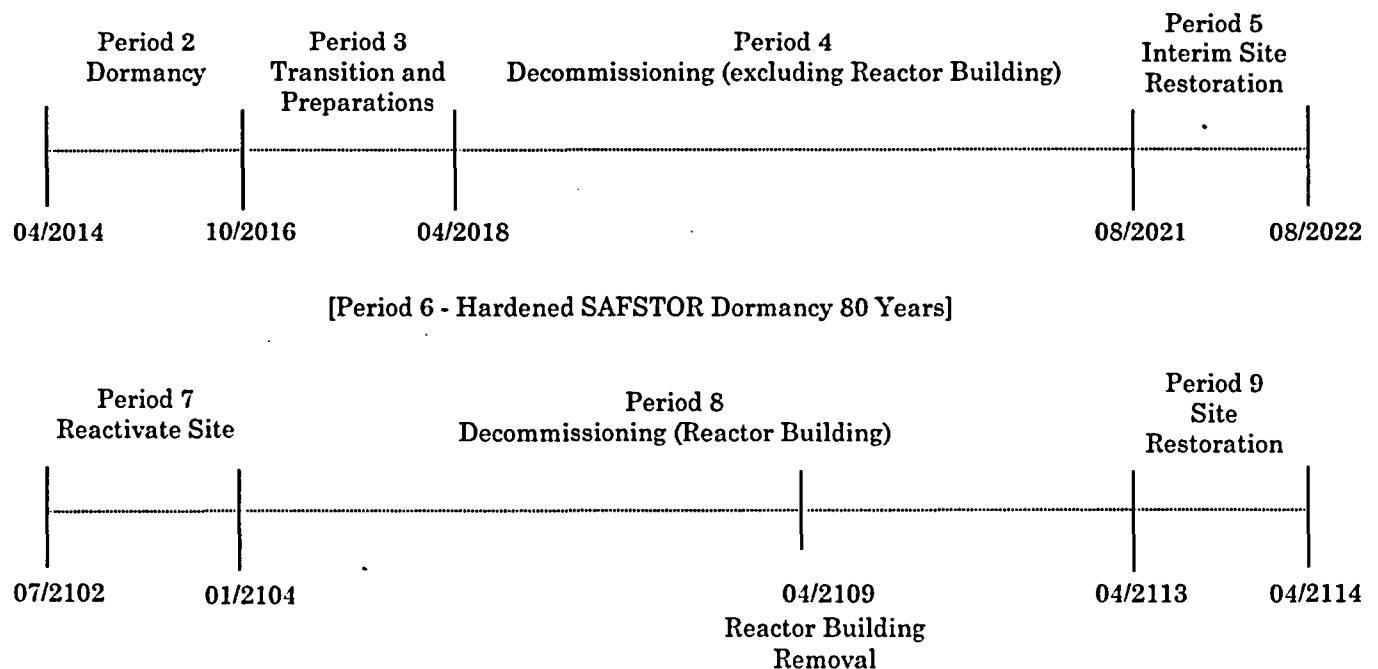 Period 2
Dormancy
Period 3
Transition and
Preparations
Period 4
Decommissioning (excluding Reactor Building)
Period 5
Interim Site
Restoration
04/2014
10/2016
04/2018
08/2021
08/2022
[Period 6 - Hardened SAFSTOR Dormancy 80 Years]
Period 7
Reactivate Site
Period 8
Decommissioning (Reactor Building)
Period 9
Site
Restoration
07/2102
01/2104
04/2109
Reactor Building
Removal
04/2113
04/2114